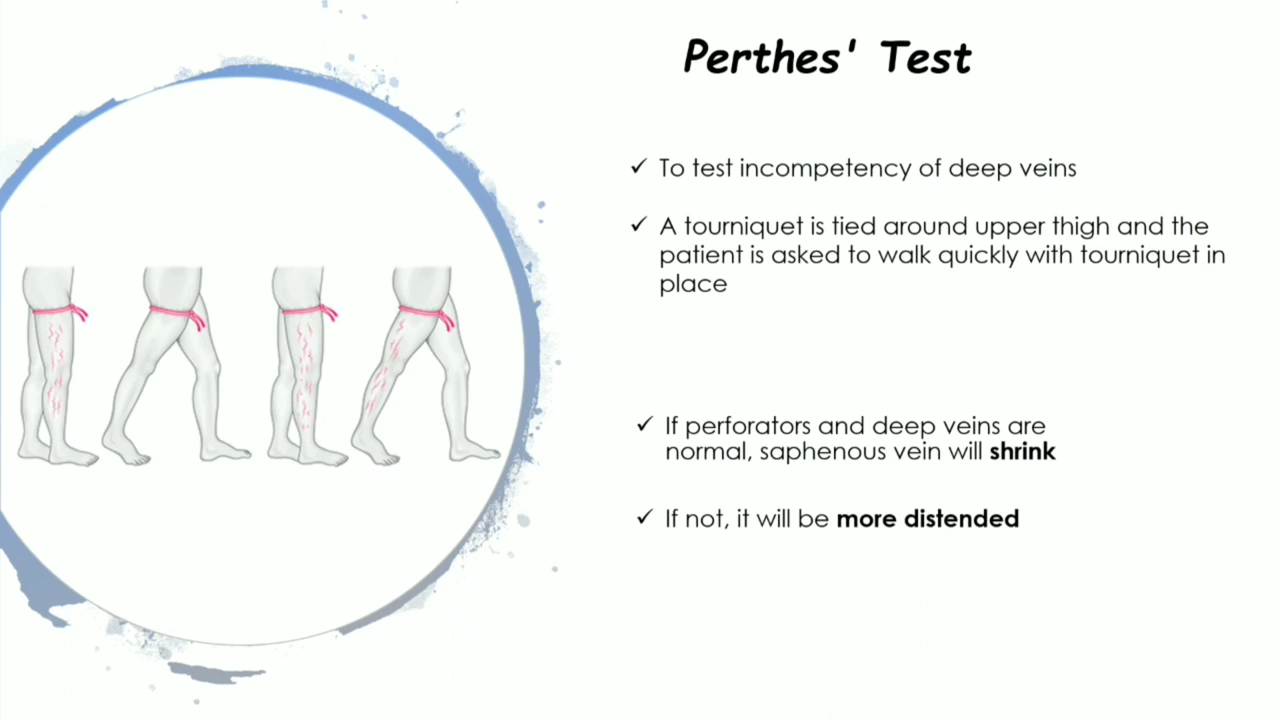 Perthes' Test
✓ To test incompetency of deep veins
✓ A tourniquet is tied around upper thigh and the
patient is asked to walk quickly with tourniquet in
place
✓ If perforators and deep veins are
normal, saphenous vein will shrink
✓ If not, it will be more distended